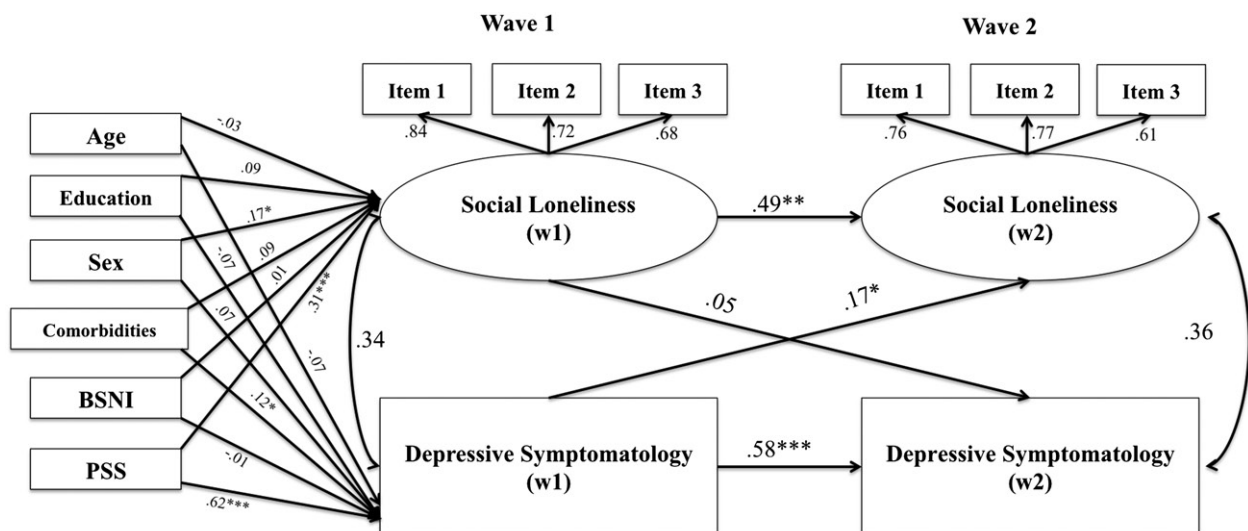 Wave 1
Wave 2
Item 1
Item 2
Item 3
Item 1
Item 2
Item 3
.84
.72
.68
.76
.77
.61
Age
Education
Sex
Comorbidities
BSNI
PSS
-.03
.09
.17*
.09
.01
.31***
-.07
.07
-.07
.12*
-.01
.62***
Social Loneliness
(w1)
.49**
Social Loneliness
(w2)
.34
.05
.17*
.36
Depressive Symptomatology
(w1)
.58***
Depressive Symptomatology
(w2)